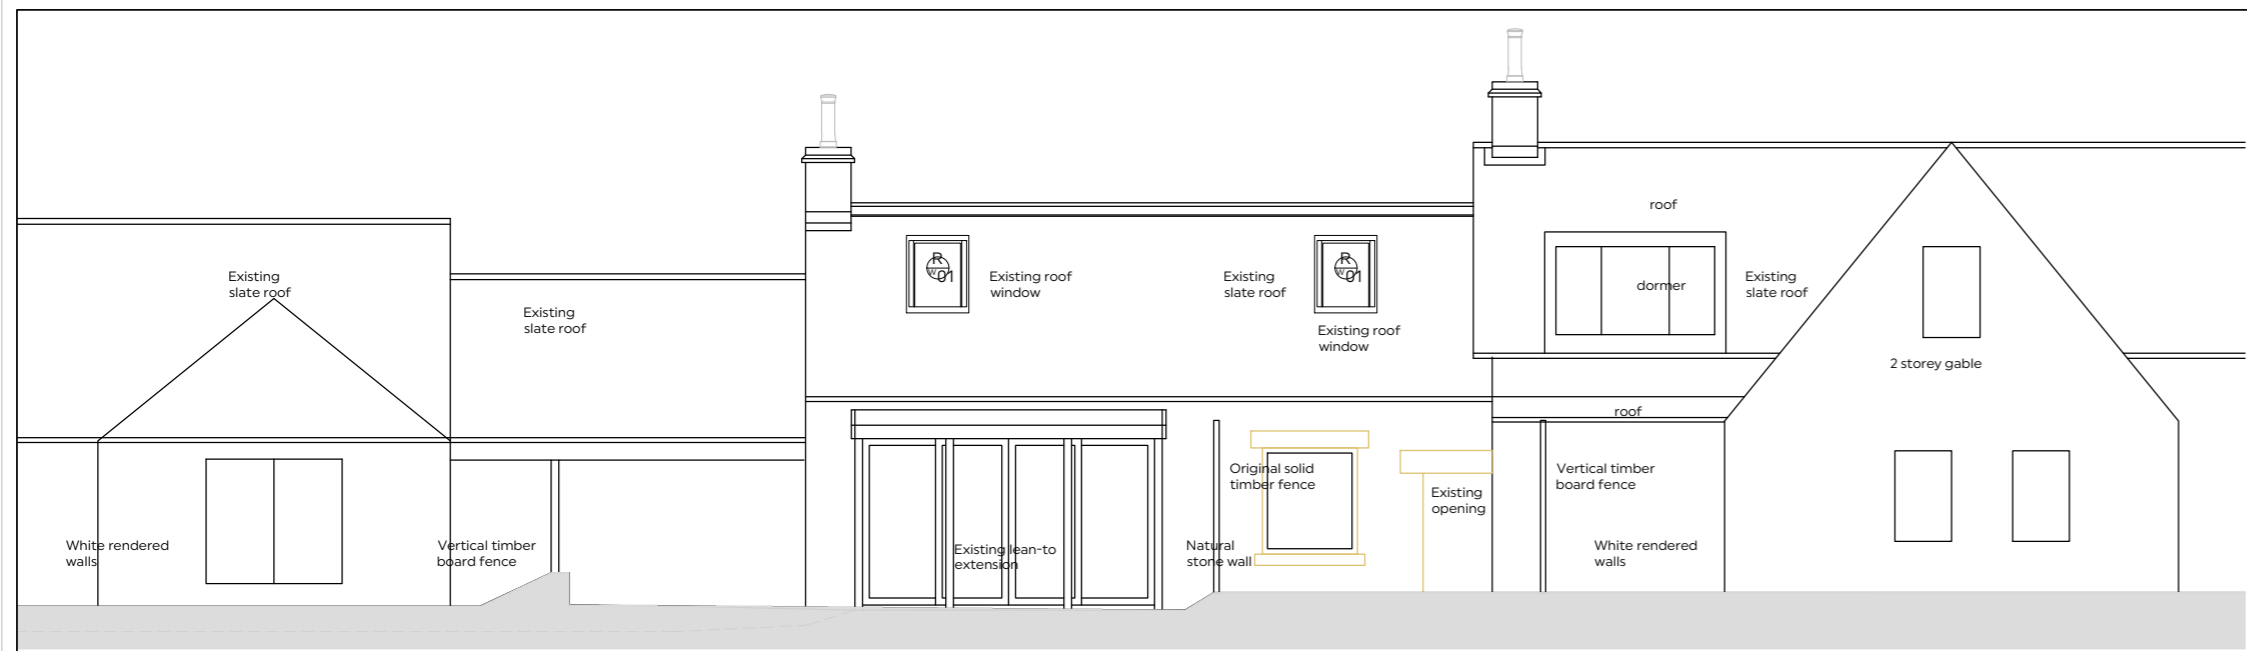 roof
Existing
slate roof
Existing
slate roof
R
W 01
Existing roof
window
Existing
slate roof
R
W 01
Existing roof
window
dormer
Existing
slate roof
2 storey gable
roof
White rendered
walls
Vertical timber
board fence
Existing lean-to
extension
Natural
stone wall
Original solid
timber fence
Existing
opening
Vertical timber
board fence
White rendered
walls